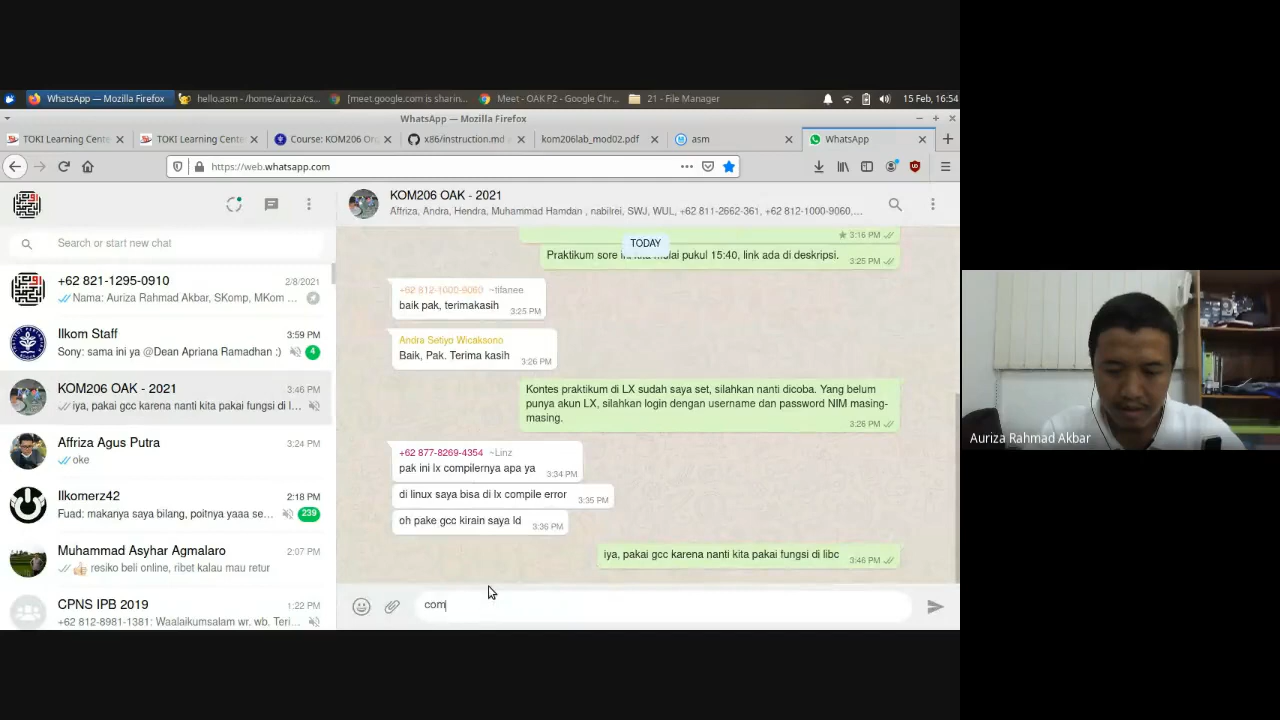 WhatsApp — Mozilla Firefox
hello.asm - /home/auriza/cs...
[meet.google.com is sharin...
Meet - OAK P2 - Google Chr...
21 - File Manager
15 Feb, 16:54
WhatsApp — Mozilla Firefox
TOKI Learning Cente
TOKI Learning Cente
Course: KOM206 Org
x86/instruction.md
kom206lab_mod02.pdf
asm
WhatsApp
https://web.whatsapp.com
Search or start new chat
+62 821-1295-0910
2/8/2021
Nama: Auriza Rahmad Akbar, SKomp, MKom ...
Ilkom Staff
3:59 PM
Sony: sama ini ya @Dean Apriana Ramadhan :)
4
KOM206 OAK - 2021
3:46 PM
iya, pakai gcc karena nanti kita pakai fungsi di l...
Affriza Agus Putra
3:24 PM
oke
Ilkomerz42
2:18 PM
Fuad: makanya saya bilang, poitnya yaaa se...
239
Muhammad Asyhar Agmalaro
2:07 PM
resiko beli online, ribet kalau mau retur
CPNS IPB 2019
1:22 PM
+62 812-8981-1381: Waalaikumsalam wr. wb. Teri...
KOM206 OAK - 2021
Affriza, Andra, Hendra, Muhammad Hamdan , nabilrei, SWJ, WUL, +62 811-2662-361, +62 812-1000-9060,...
3:16 PM
TODAY
Praktikum sore ini kita mulai pukul 15:40, link ada di deskripsi.
3:25 PM
+62 812-1000-9060 ~tifanee
baik pak, terimakasih
3:25 PM
Andra Setiyo Wicaksono
Baik, Pak. Terima kasih
3:26 PM
Kontes praktikum di LX sudah saya set, silahkan nanti dicoba. Yang belum
punya akun LX, silahkan login dengan username dan password NIM masing-
masing.
3:26 PM
+62 877-8269-4354 ~Linz
pak ini lx compilernya apa ya
3:34 PM
di linux saya bisa di lx compile error
3:35 PM
oh pake gcc kirain saya ld
3:36 PM
iya, pakai gcc karena nanti kita pakai fungsi di libc
3:46 PM
com
Auriza Rahmad Akbar